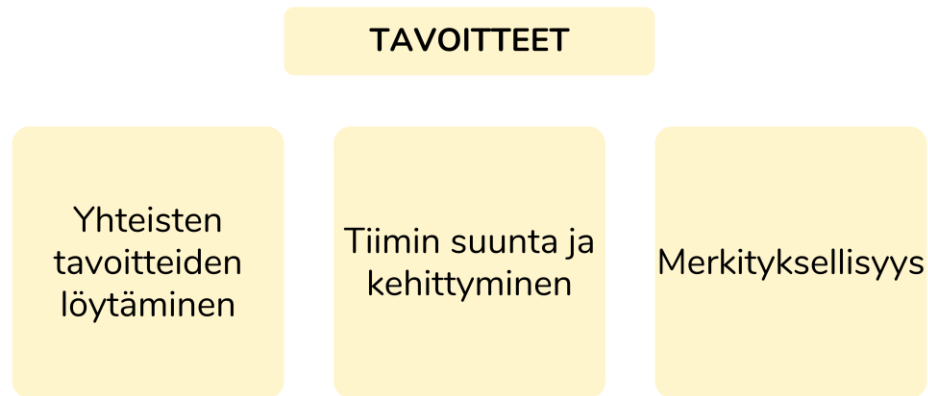 TAVOITTEET
Yhteisten
tavoitteiden
löytäminen
Tiimin suunta ja
kehittyminen
Merkityksellisyys